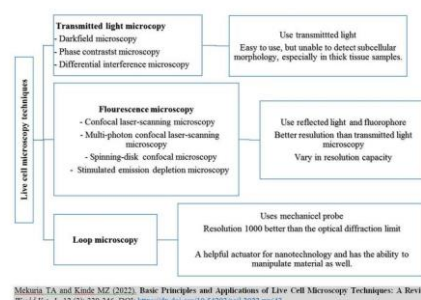 Live cell microscopy techniques
Transmitted light microscopy
- Darkfield microscopy
- Phase contrastst microscopy
- Differential interference microscopy
Use transmittted light
Easy to use, but unable to detect subcellular
morphology, especially in thick tissue samples.
Flourescence microscopy
- Confocal laser-scanning microscopy
- Multi-photon confocal laser-scanning
microscopy
- Spinning-disk confocal microscopy
- Stimulated emission depletion microscopy
Use reflected light and fluorophore
Better resulution than transmitted light
microscopy
Vary in resolution capacity
Loop microscopy
Uses mechanicel probe
Resolution 1000 better than the optical diffraction limit
A helpful actuator for nanotechnology and has the ability to
manipulate material as well.
Mekuria TA and Kinde MZ (2022). Basic Principles and Applications of Live Cell Microscopy Techniques: A Revi